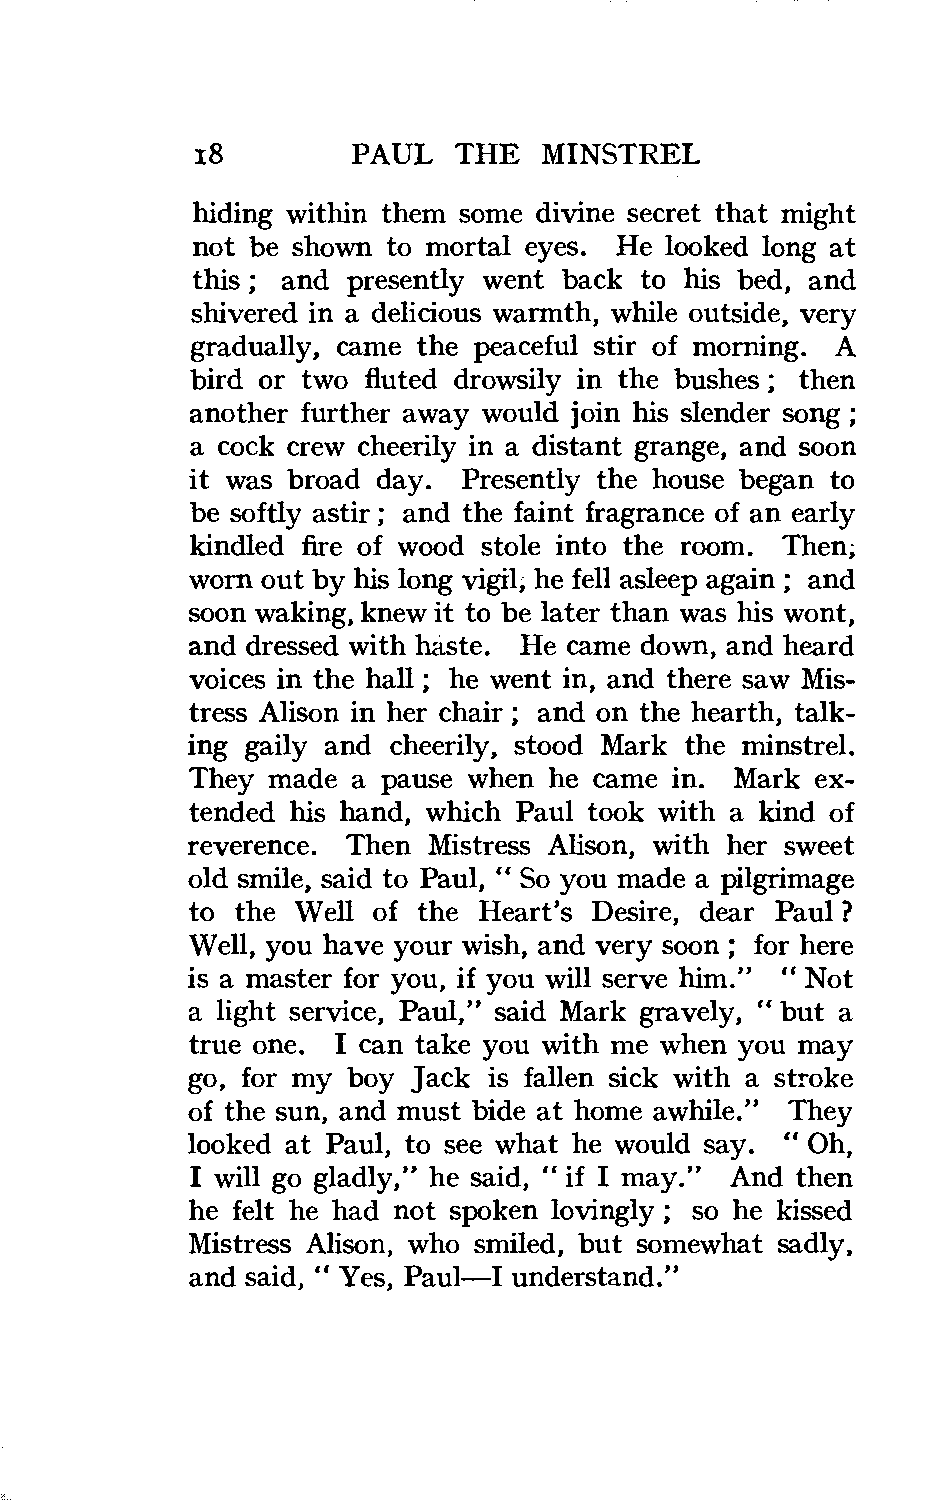 18 PAUL THE MINSTREL
hiding within them some divine secret that might
not be shown to mortal eyes. He looked long at
this ; and presently went back to his bed, and
shivered in a delicious warmth, while outside, very
gradually, came the peaceful stir of morning. A
bird or two fluted drowsily in the bushes ; then
another further away would join his slender song ;
a cock crew cheerily in a distant grange, and soon
it was broad day. Presently the house began to
be softly astir ; and the faint fragrance of an early
kindled fire of wood stole into the room. Then,
worn out by his long vigil, he fell asleep again ; and
soon waking, knew it to be later than was his wont,
and dressed with haste. He came down, and heard
voices in the hall ; he went in, and there saw Mis-
tress Alison in her chair ; and on the hearth, talk-
ing gaily and cheerily, stood Mark the minstrel.
They made a pause when he came in. Mark ex-
tended his hand, which Paul took with a kind of
reverence. Then Mistress Alison, with her sweet
old smile, said to Paul, " So you made a pilgrimage
to the Well of the Heart's Desire, dear Paul ?
Well, you have your wish, and very soon ; for here
is a master for you, if you will serve him." " Not
a light service, Paul," said Mark gravely, " but a
true one. I can take you with me when you may
go, for my boy Jack is fallen sick with a stroke
of the sun, and must bide at home awhile." They
looked at Paul, to see what he would say. " Oh,
I will go gladly," he said, " if I may." And then
he felt he had not spoken lovingly ; so he kissed
Mistress Alison, who smiled, but somewhat sadly,
and said, " Yes, Paul—I understand."